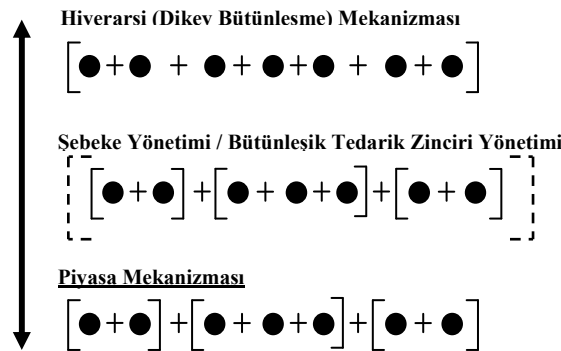 Hiyerarşi (Dikey Bütünleşme) Mekanizması
[●+● + ●+●+● + ●+●]
Şebeke Yönetimi / Bütünleşik Tedarik Zinciri Yönetimi
[[●+●]+[●+●+●]+[●+●]]
Piyasa Mekanizması
[●+●]+[●+●+●]+[●+●]